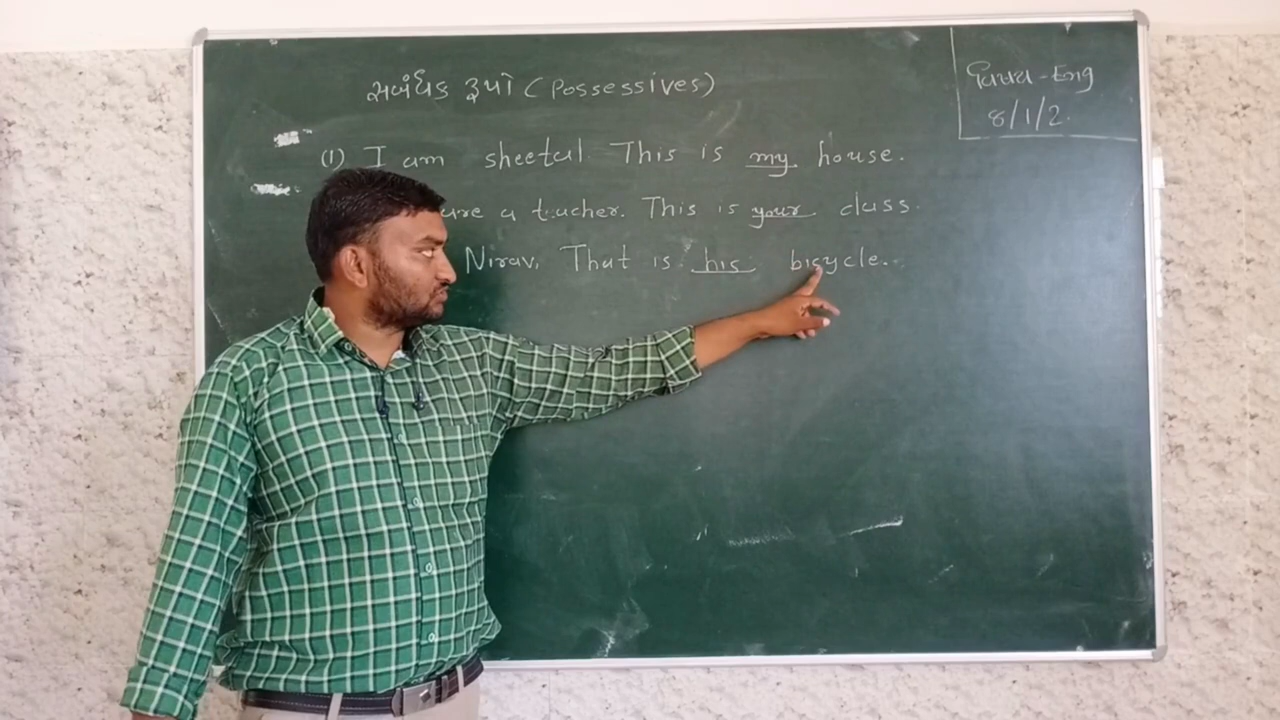 સબંધક રૂપો (Possessives)
વિષય - Eng
8/1/2
(1) I am sheetal. This is my house.
are a teacher. This is your class.
Nirav, That is his bicycle.